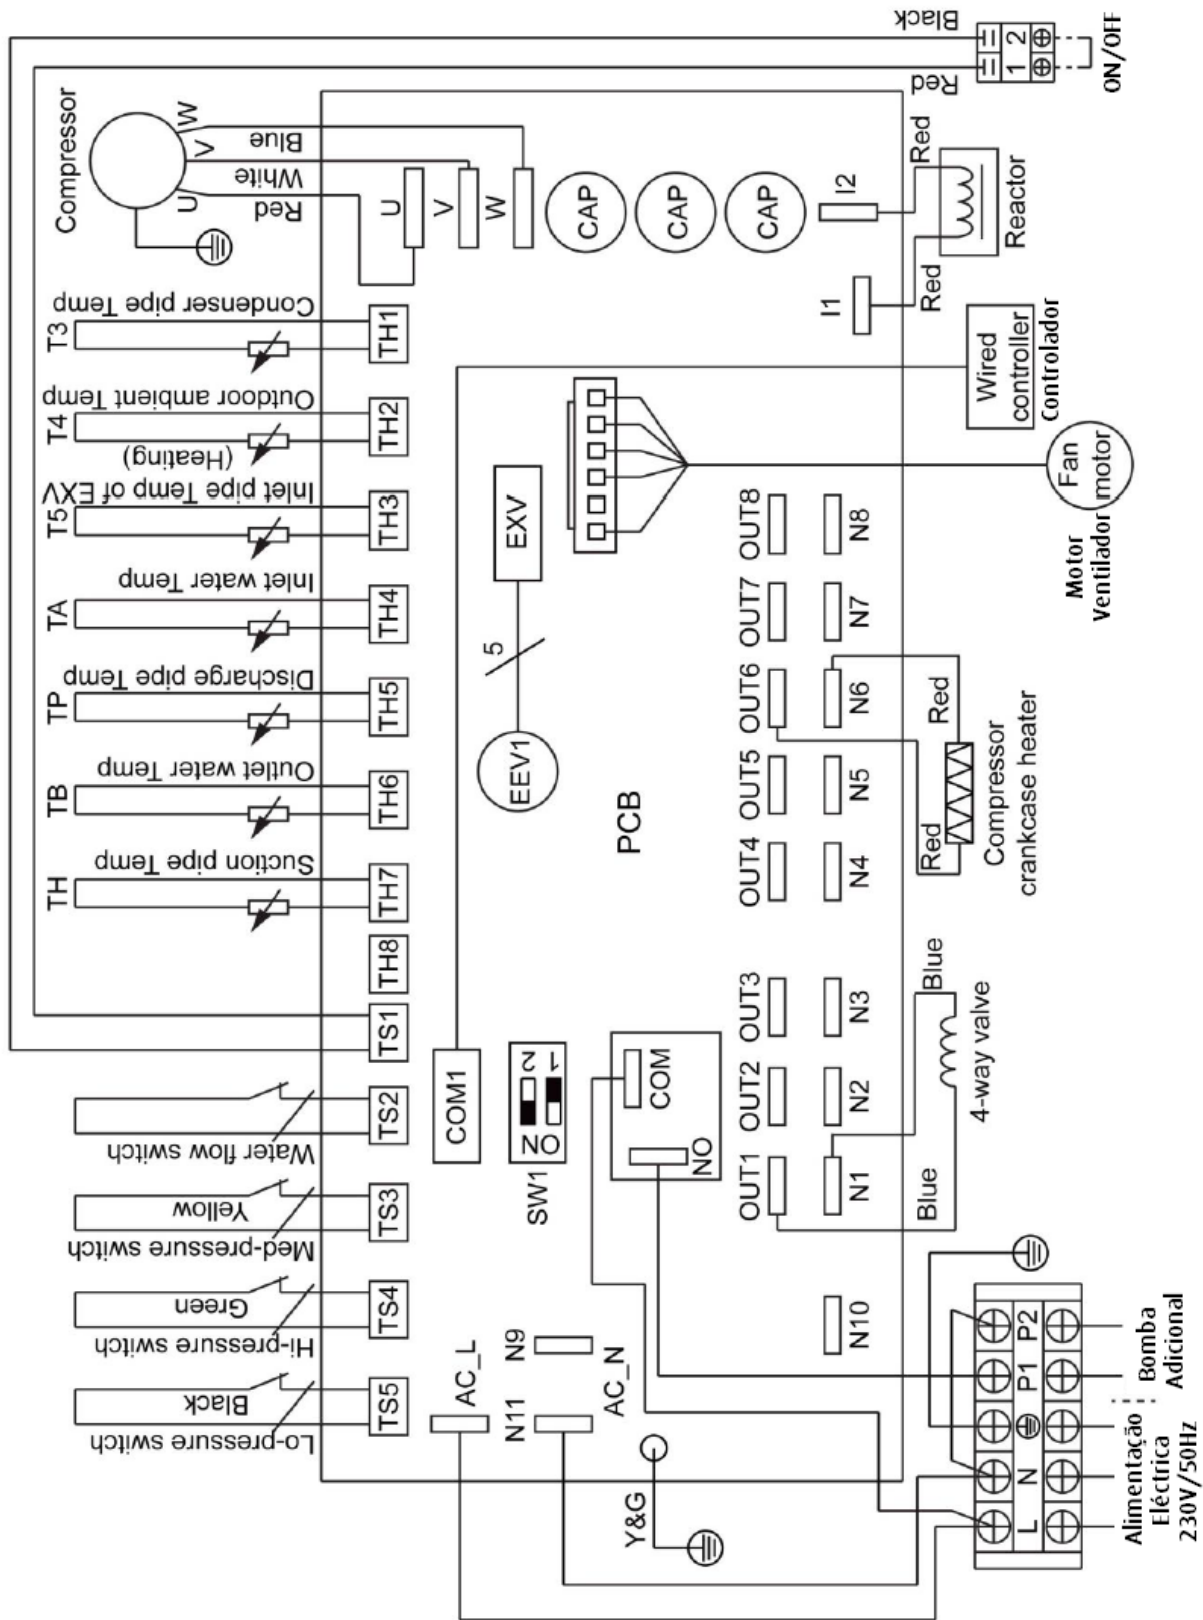 Black
2
1
Red
ON/OFF
Compressor
W
V
U
Blue
White
Red
U
V
W
CAP
CAP
CAP
I2
Red
Reactor
I1
Red
T3
Condenser pipe Temp
TH1
T4
Outdoor ambient Temp
(Heating)
TH2
T5
Inlet pipe Temp of EXV
TH3
TA
Inlet water Temp
TH4
TP
Discharge pipe Temp
TH5
TB
Outlet water Temp
TH6
TH
Suction pipe Temp
TH7
TH8
TS1
Water flow switch
TS2
Yellow
Med-pressure switch
TS3
Green
Hi-pressure switch
TS4
Black
Lo-pressure switch
TS5
Wired
controller
Controlador
Fan
motor
Motor
Ventilador
EXV
5
EEV1
PCB
COM1
2
1
ON
SW1
COM
NO
OUT8
OUT7
OUT6
OUT5
OUT4
OUT3
OUT2
OUT1
N8
N7
N6
N5
N4
N3
N2
N1
N10
Red
Red
Compressor
crankcase heater
Blue
Blue
4-way valve
AC_L
N9
N11
AC_N
Y&G
P2
P1
N
L
Bomba
Adicional
Alimentação
Eléctrica
230V/50Hz